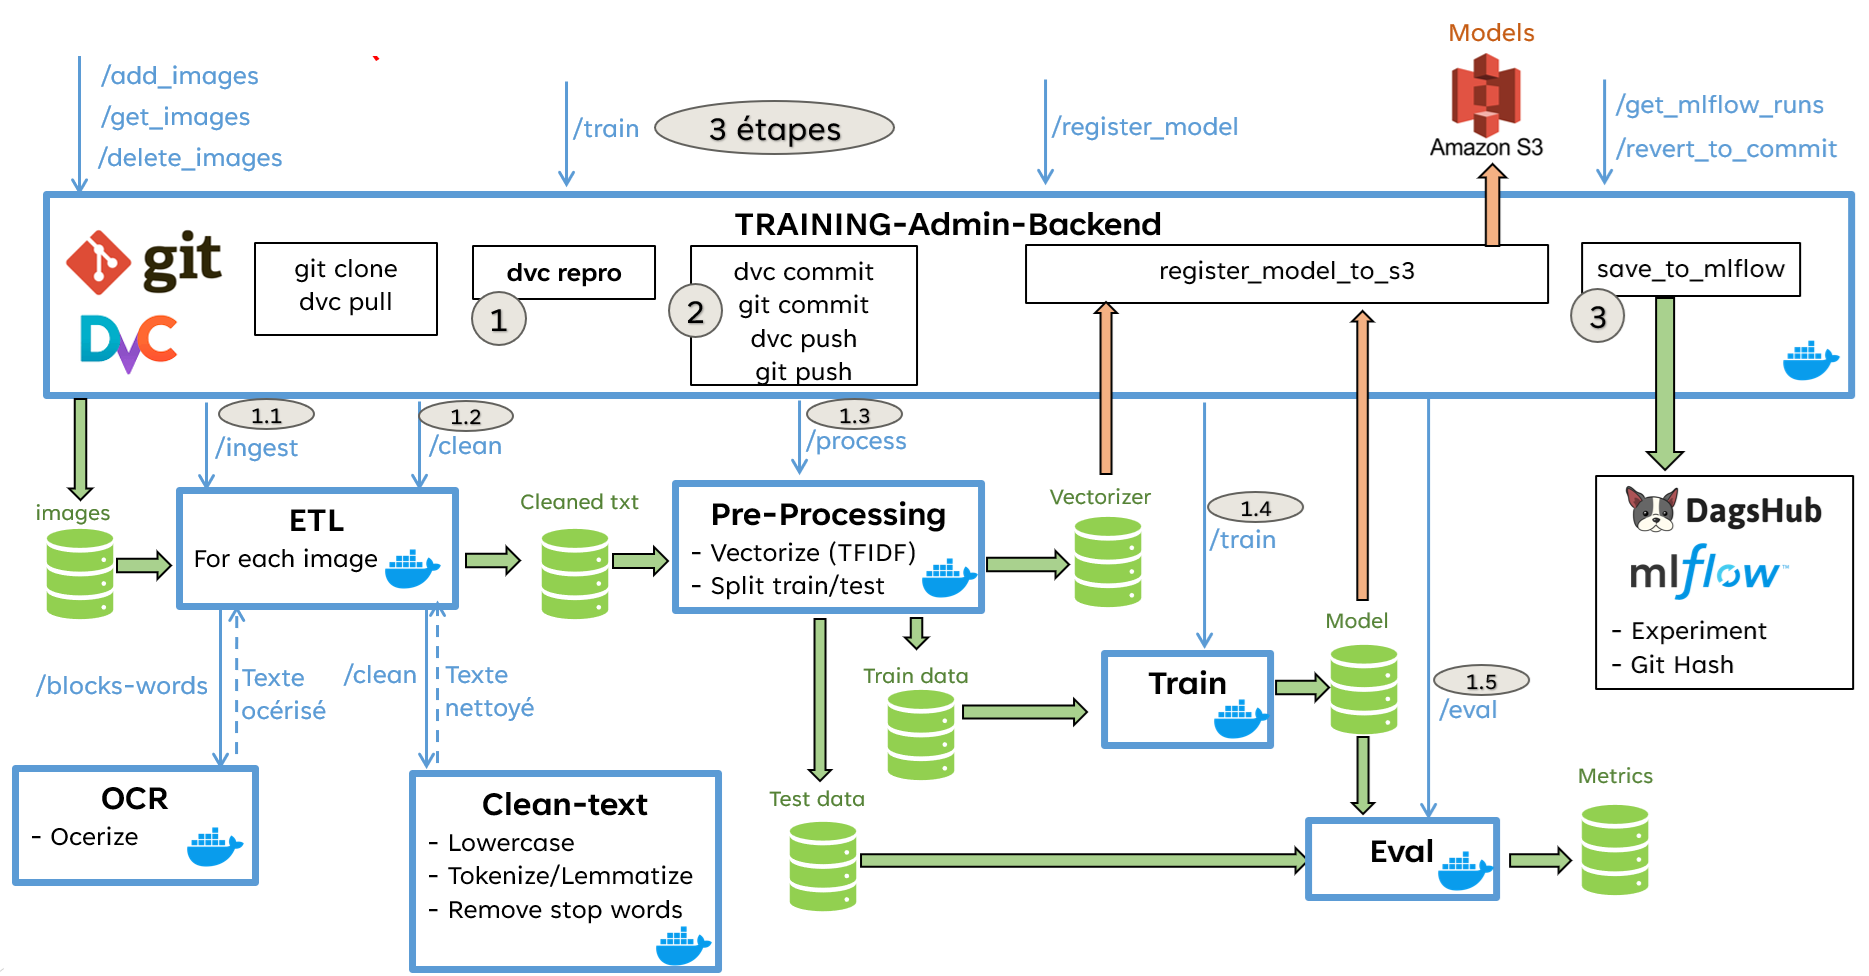 Models
/add_images
/get_images
/delete_images
/train
3 étapes
/register_model
Amazon S3
/get_mlflow_runs
/revert_to_commit
TRAINING-Admin-Backend
git
DVC
git clone
dvc pull
dvc repro
1
2
dvc commit
git commit
dvc push
git push
register_model_to_s3
save_to_mlflow
3
1.1
/ingest
1.2
/clean
1.3
/process
1.4
/train
1.5
/eval
images
ETL
For each image
Cleaned txt
Pre-Processing
- Vectorize (TFIDF)
- Split train/test
Vectorizer
DagsHub
mlflow™
- Experiment
- Git Hash
/blocks-words
Texte
océrisé
/clean
Texte
nettoyé
Train data
Train
Model
OCR
- Ocerize
Clean-text
- Lowercase
- Tokenize/Lemmatize
- Remove stop words
Test data
Eval
Metrics